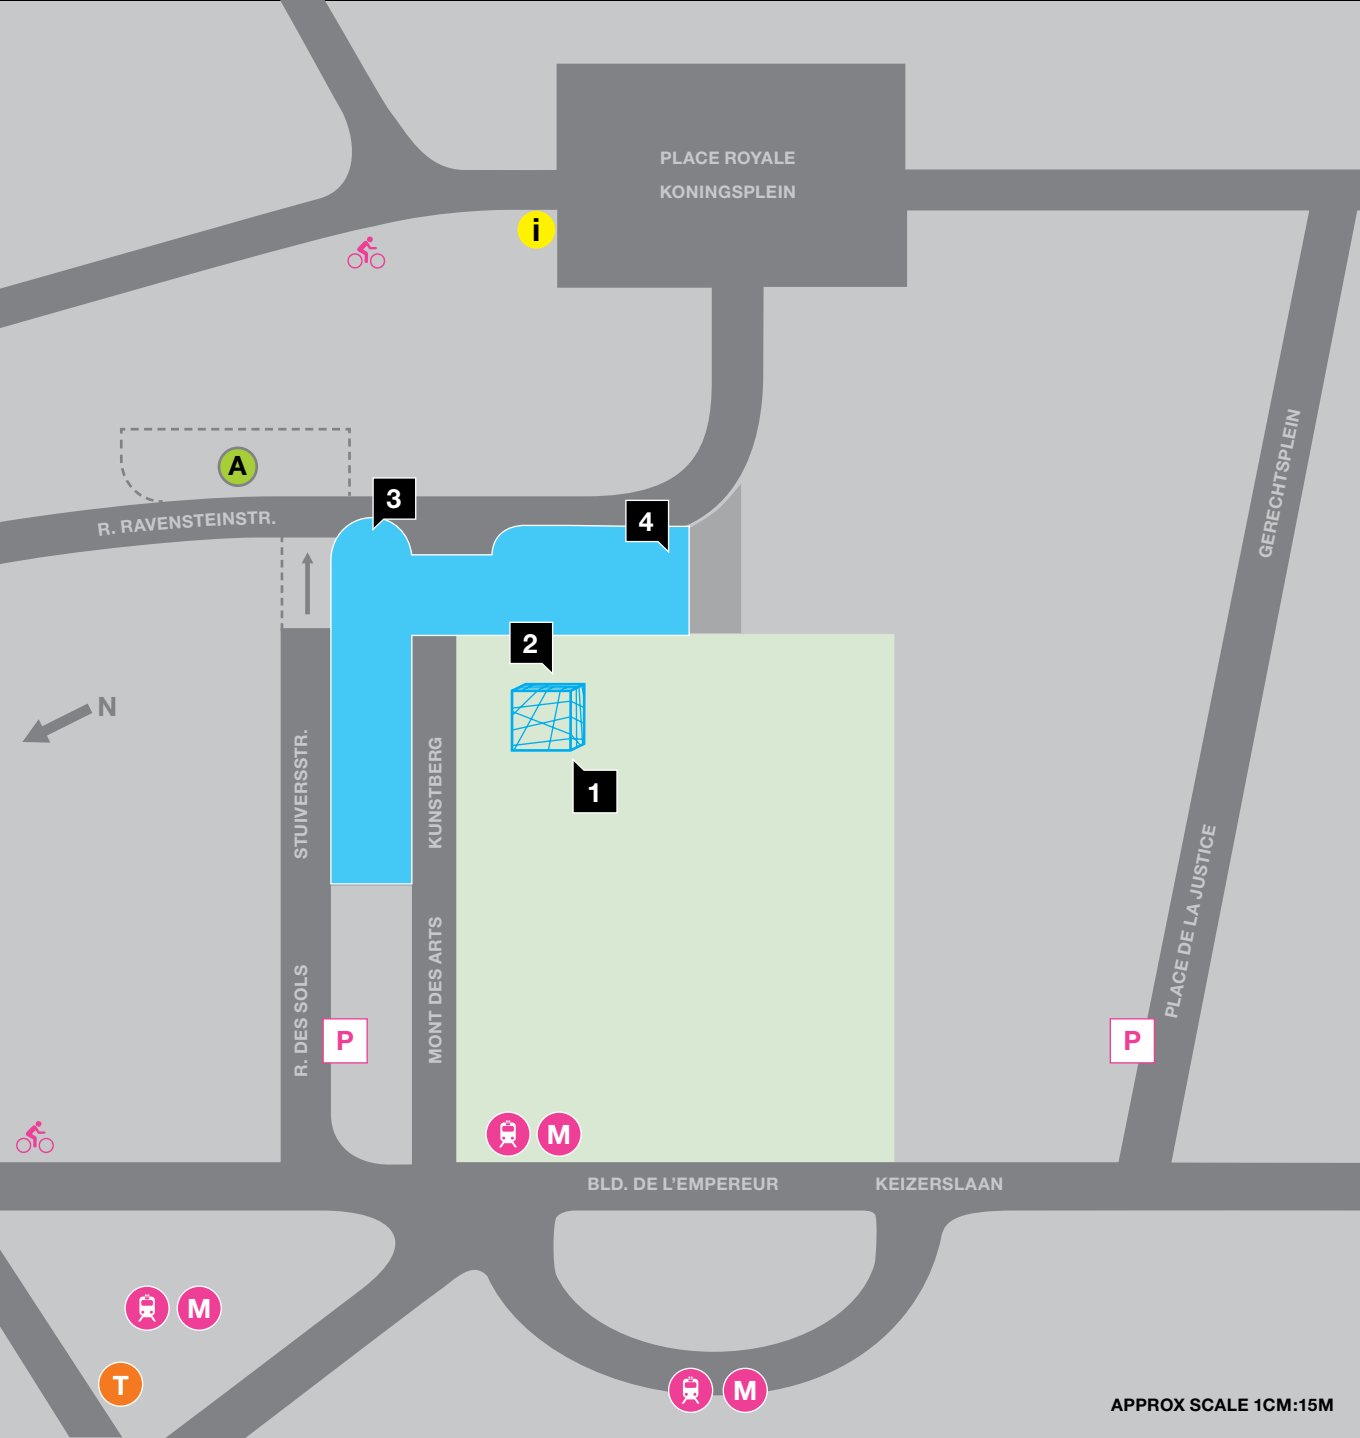 PLACE ROYALE
KONINGSPLEIN
i
GERECHTSPLEIN
A
3
4
R. RAVENSTEINSTR.
2
N
STUIVERSSTR.
KUNSTBERG
1
PLACE DE LA JUSTICE
R. DES SOLS
MONT DES ARTS
P
P
M
BLD. DE L'EMPEREUR KEIZERSLAAN
M
T
M
APPROX SCALE 1CM:15M